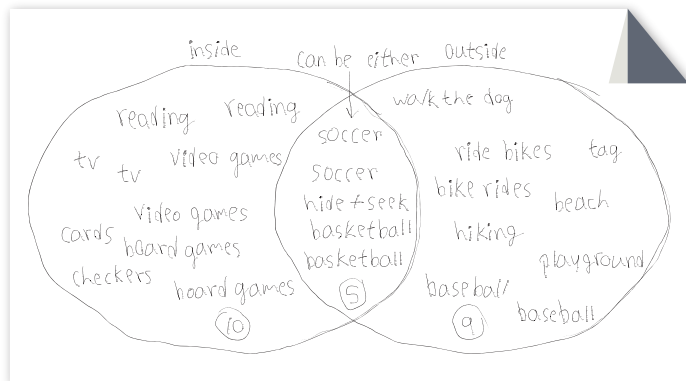 inside
can be either
outside
reading
reading
tv
tv
video games
video games
cards
board games
checkers
board games
10
soccer
soccer
hide + seek
basketball
basketball
5
walk the dog
ride bikes
tag
bike rides
beach
hiking
playground
baseball
baseball
9